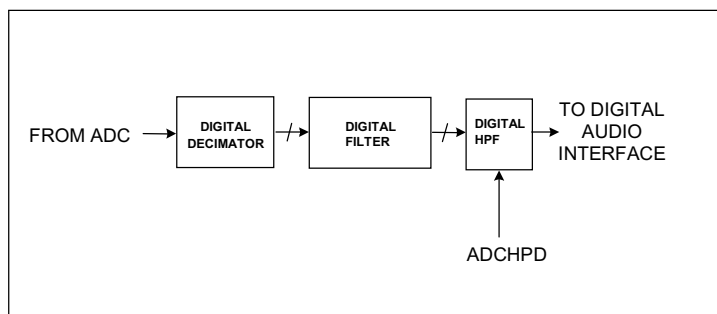 FROM ADC
DIGITAL
DECIMATOR
DIGITAL
FILTER
DIGITAL
HPF
TO DIGITAL
AUDIO
INTERFACE
ADCHPD